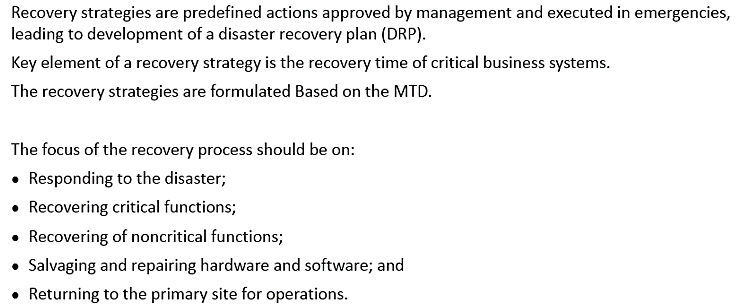 Recovery strategies are predefined actions approved by management and executed in emergencies,
leading to development of a disaster recovery plan (DRP).
Key element of a recovery strategy is the recovery time of critical business systems.
The recovery strategies are formulated Based on the MTD.
The focus of the recovery process should be on:
• Responding to the disaster;
• Recovering critical functions;
• Recovering of noncritical functions;
• Salvaging and repairing hardware and software; and
• Returning to the primary site for operations.